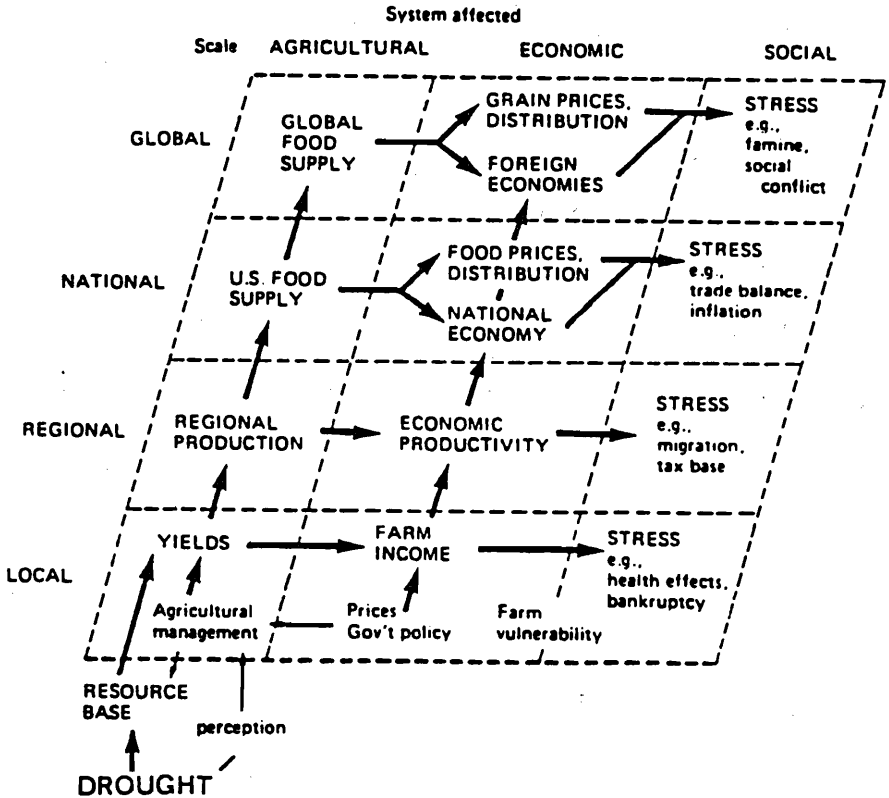 System affected
Scale AGRICULTURAL ECONOMIC SOCIAL
GLOBAL
GLOBAL
FOOD
SUPPLY
GRAIN PRICES,
DISTRIBUTION
FOREIGN
ECONOMIES
STRESS
e.g.,
famine,
social
conflict
NATIONAL
U.S. FOOD
SUPPLY
FOOD PRICES,
DISTRIBUTION
NATIONAL
ECONOMY
STRESS
e.g.,
trade balance,
inflation
REGIONAL
REGIONAL
PRODUCTION
ECONOMIC
PRODUCTIVITY
STRESS
e.g.,
migration,
tax base
LOCAL
YIELDS
FARM
INCOME
STRESS
e.g.,
health effects,
bankruptcy
Agricultural
management
Prices
Gov't policy
Farm
vulnerability
RESOURCE
BASE
perception
DROUGHT